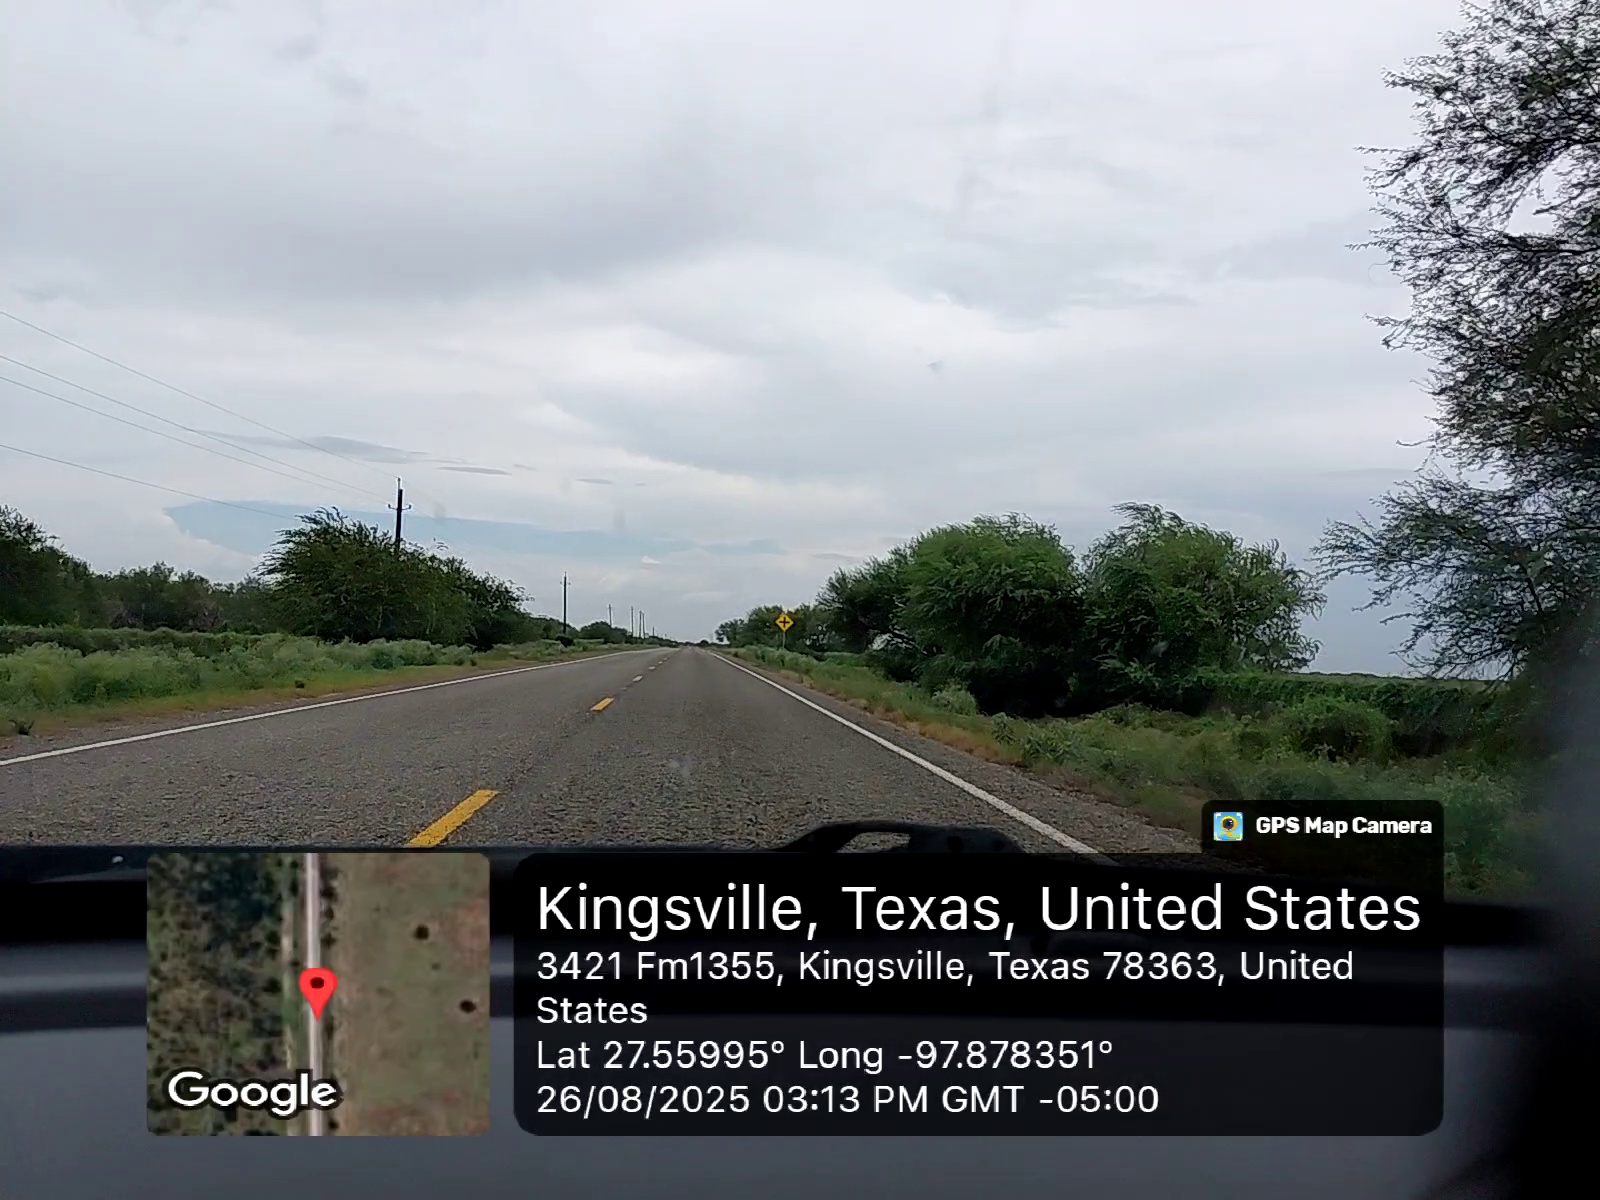 GPS Map Camera
Kingsville, Texas, United States
3421 Fm1355, Kingsville, Texas 78363, United
States
Lat 27.55995° Long -97.878351°
26/08/2025 03:13 PM GMT -05:00
Google